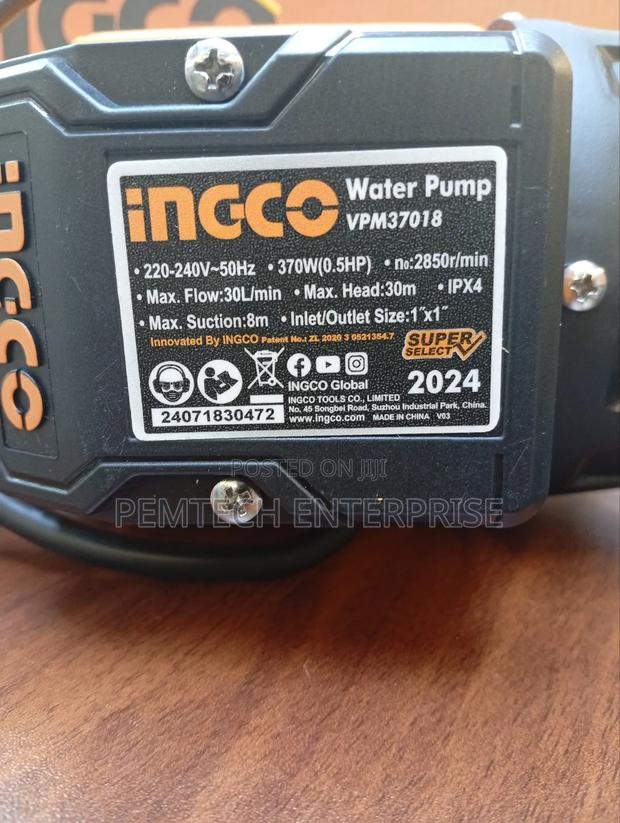 INGCO
INGCO
INGCO Water Pump
VPM37018
• 220-240V~50Hz • 370W(0.5HP) • n₀:2850r/min
• Max. Flow:30L/min • Max. Head:30m • IPX4
• Max. Suction:8m • Inlet/Outlet Size:1"x1"
Innovated By INGCO Patent No.: ZL 2020 3 0521354.7
SUPER
SELECT
INGCO Global
2024
INGCO TOOLS CO., LIMITED
No. 45 Songbei Road, Suzhou Industrial Park, China.
24071830472
www.ingco.com MADE IN CHINA V03
POSTED ON JIJI
PEMTECH ENTERPRISE